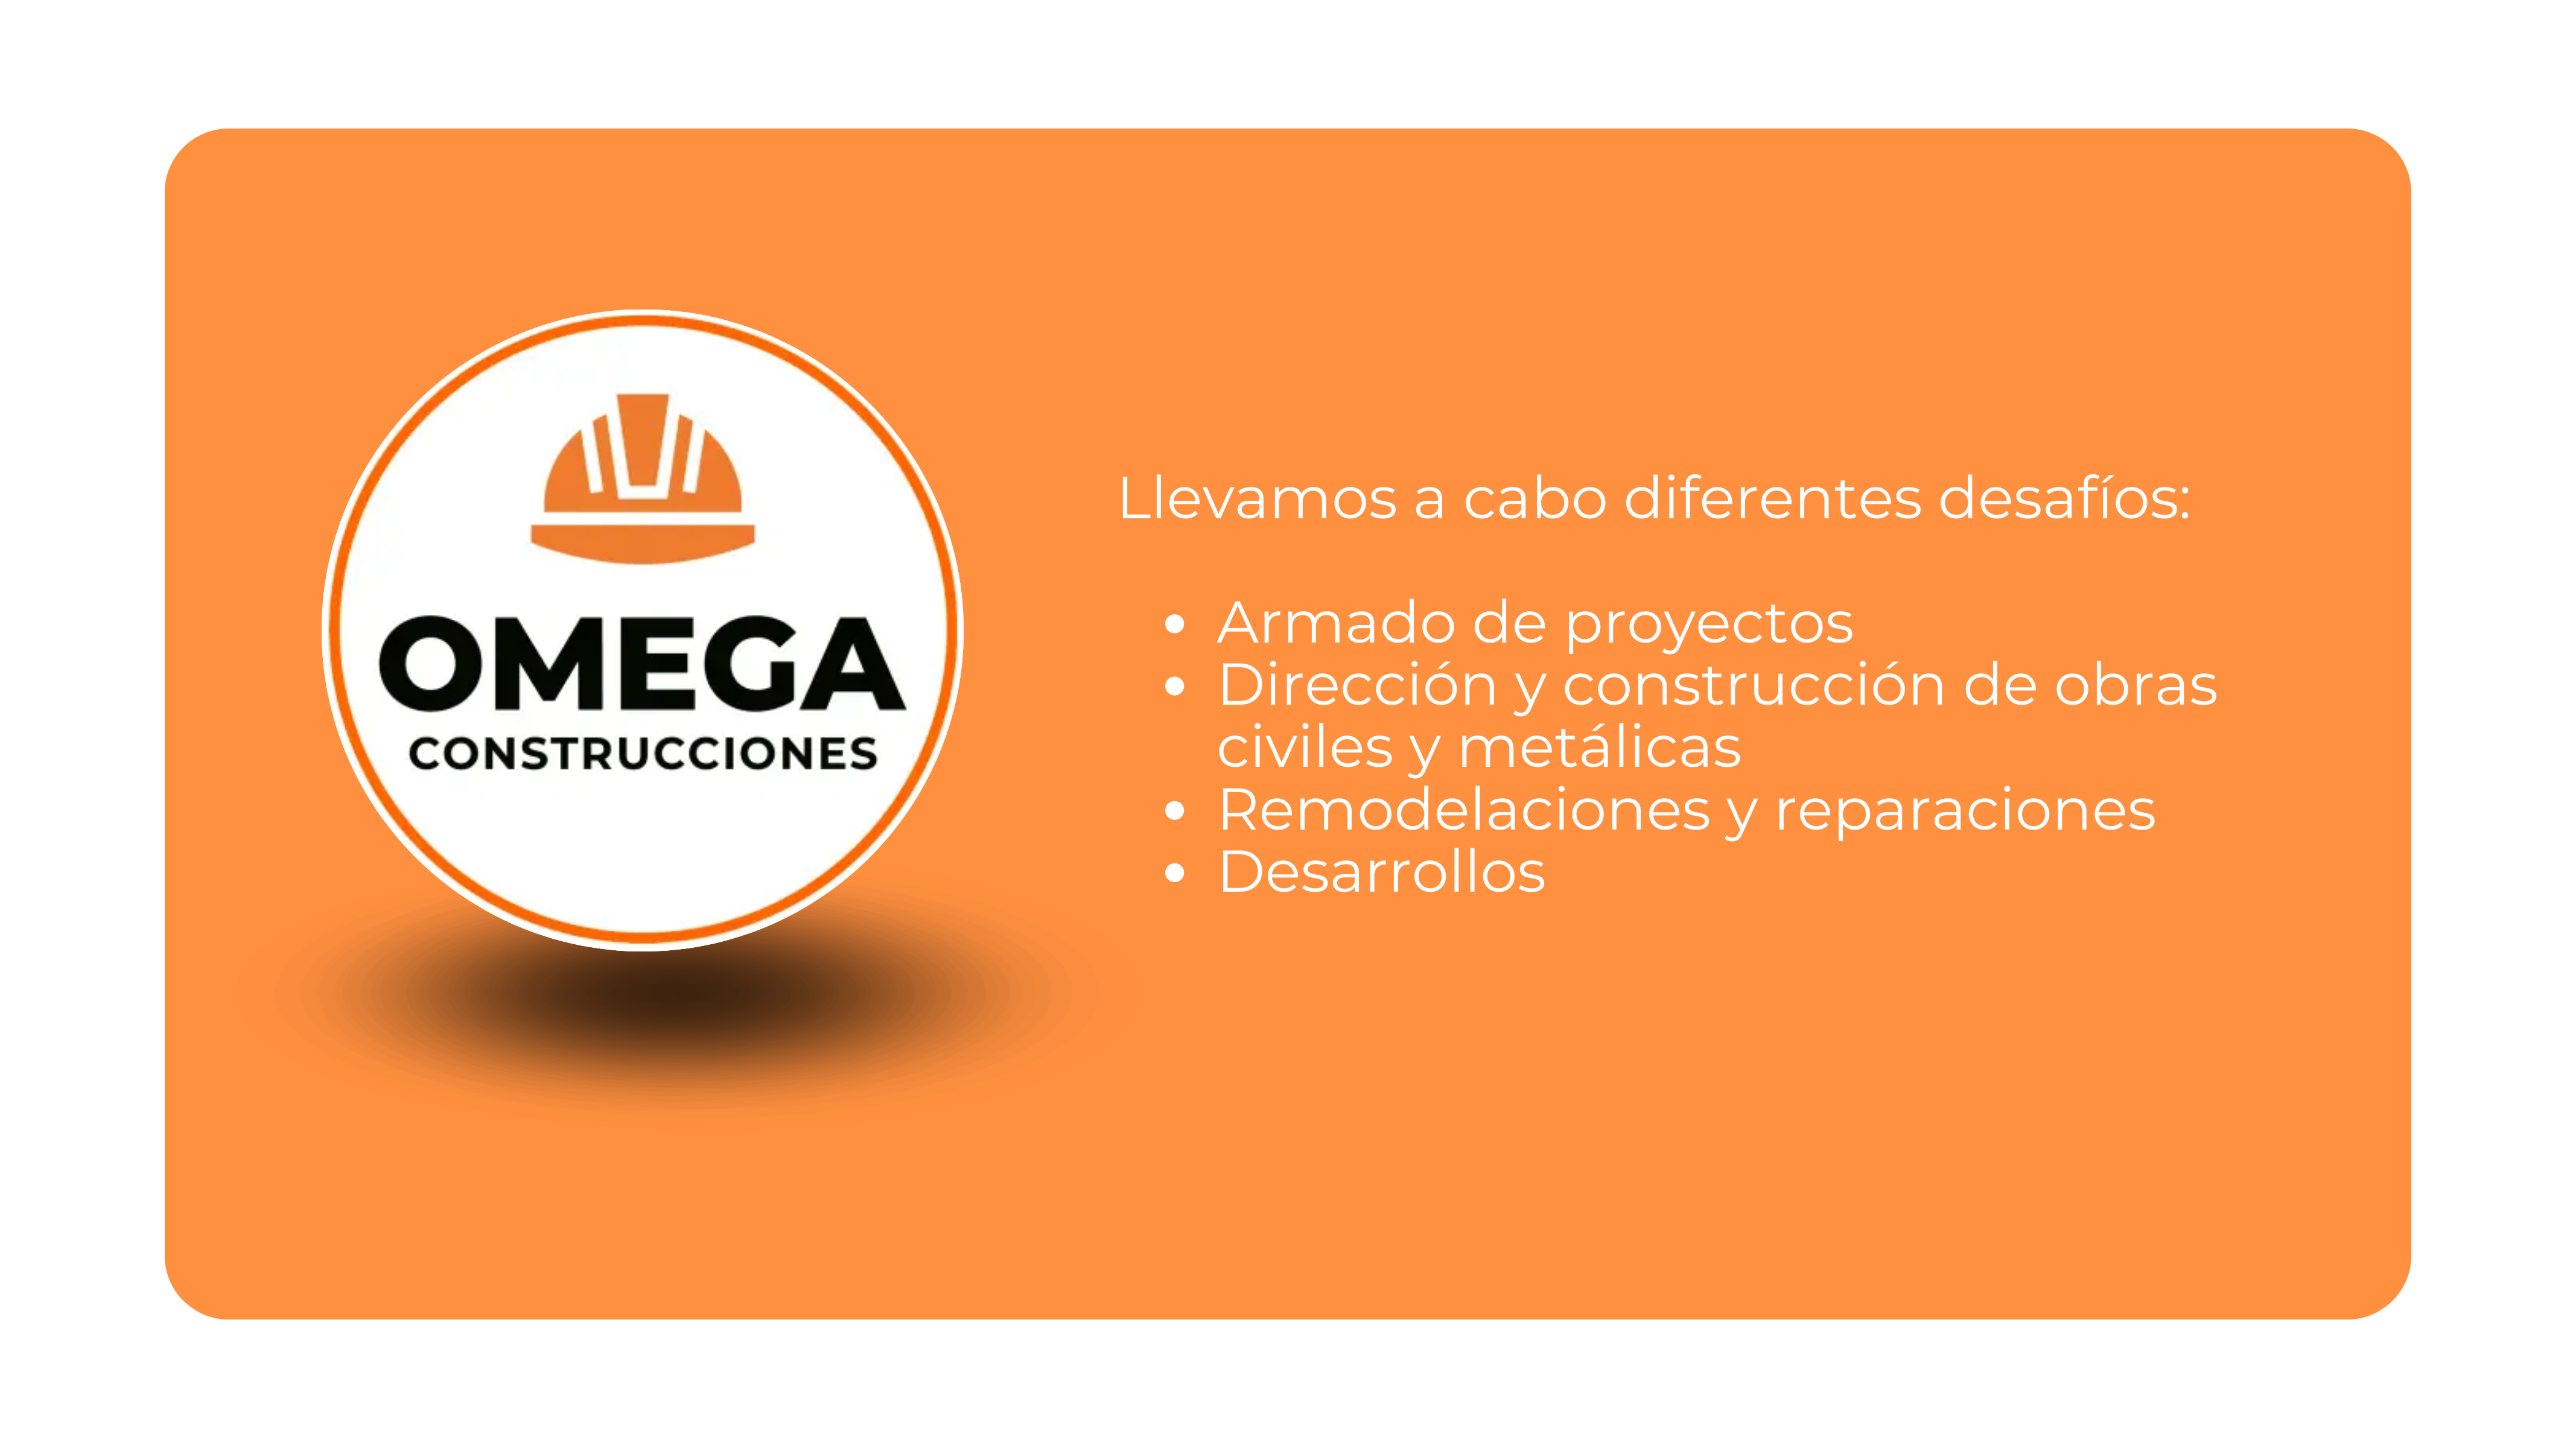 OMEGA
CONSTRUCCIONES
Llevamos a cabo diferentes desafíos:
• Armado de proyectos
• Dirección y construcción de obras
civiles y metálicas
• Remodelaciones y reparaciones
• Desarrollos